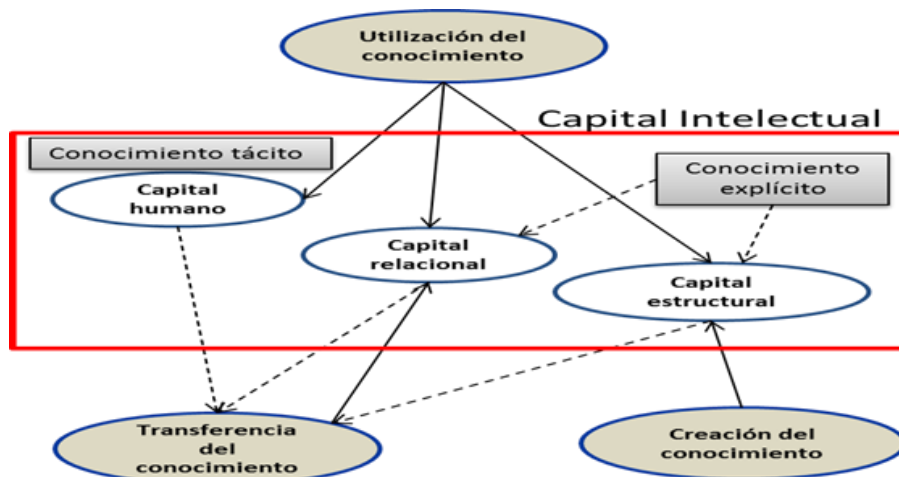 Utilización del
conocimiento
Capital Intelectual
Conocimiento tácito
Capital
humano
Conocimiento
explícito
Capital
relacional
Capital
estructural
Transferencia
del
conocimiento
Creación del
conocimiento